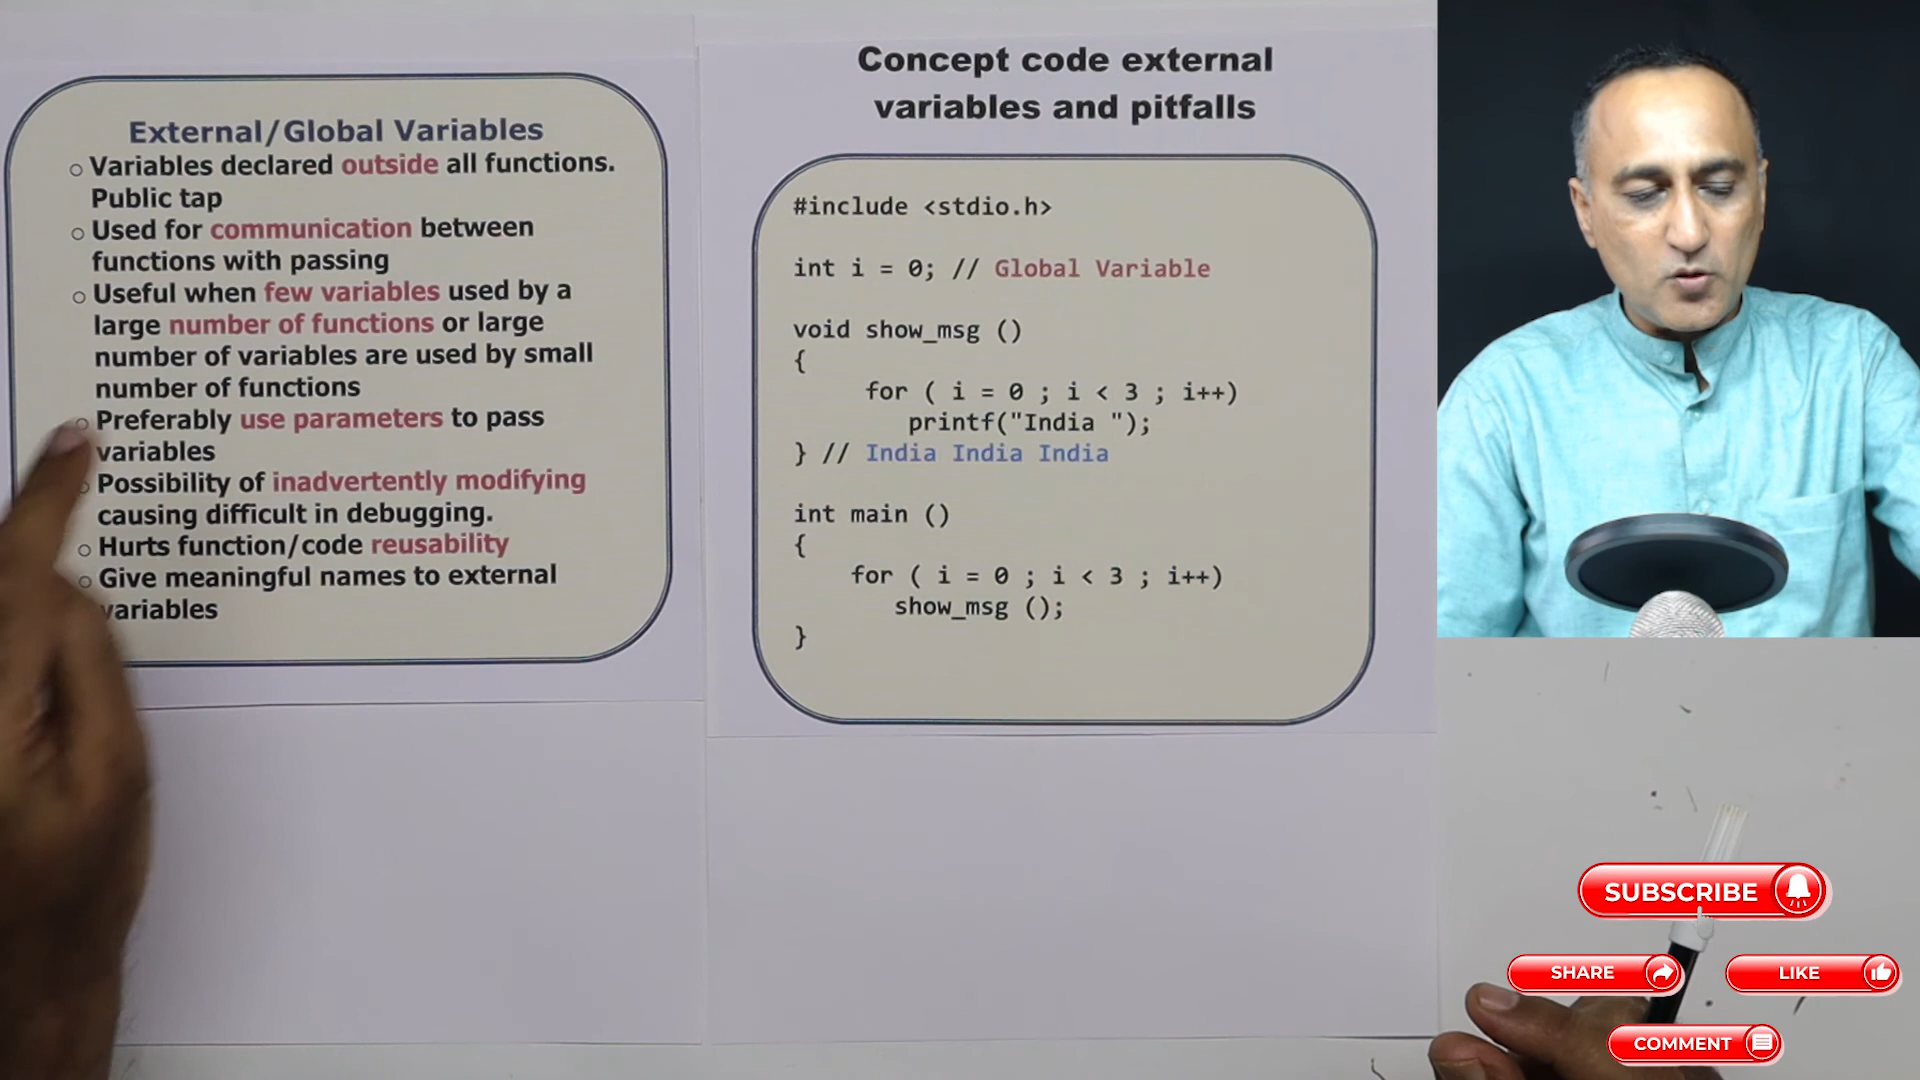 External/Global Variables
Variables declared outside all functions.
Public tap
Used for communication between
functions with passing
Useful when few variables used by a
large number of functions or large
number of variables are used by small
number of functions
Preferably use parameters to pass
variables
Possibility of inadvertently modifying
causing difficult in debugging.
Hurts function/code reusability
Give meaningful names to external
variables
Concept code external
variables and pitfalls
#include <stdio.h>
int i = 0; // Global Variable
void show_msg ()
{
for ( i = 0 ; i < 3 ; i++)
printf("India ");
} // India India India
int main ()
{
for ( i = 0 ; i < 3 ; i++)
show_msg ();
}
SUBSCRIBE
SHARE
LIKE
COMMENT